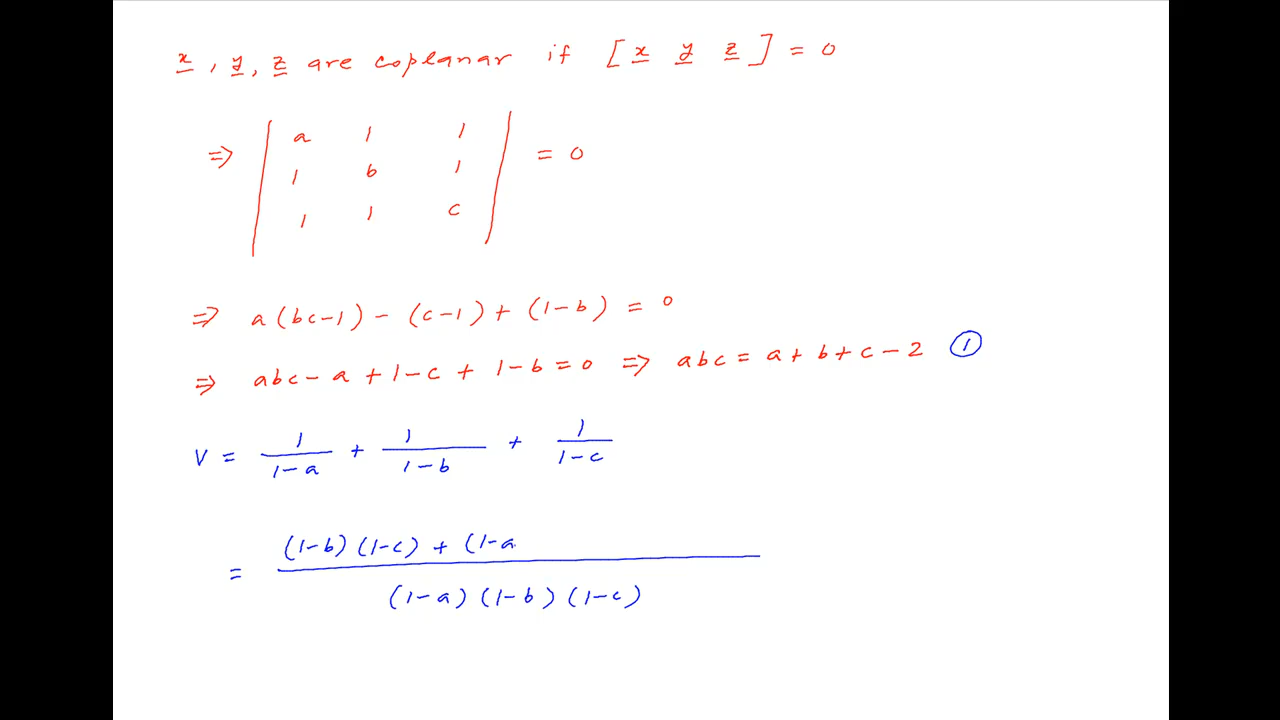 x, y, z are coplanar if [x y z] = 0
⇒ | a 1 1 | = 0
1 b 1
1 1 c
⇒ a(bc-1) - (c-1) + (1-b) = 0
⇒ abc - a + 1-c + 1-b = 0 ⇒ abc = a + b + c - 2 ①
V = 1/(1-a) + 1/(1-b) + 1/(1-c)
= (1-b)(1-c) + (1-a
(1-a)(1-b)(1-c)